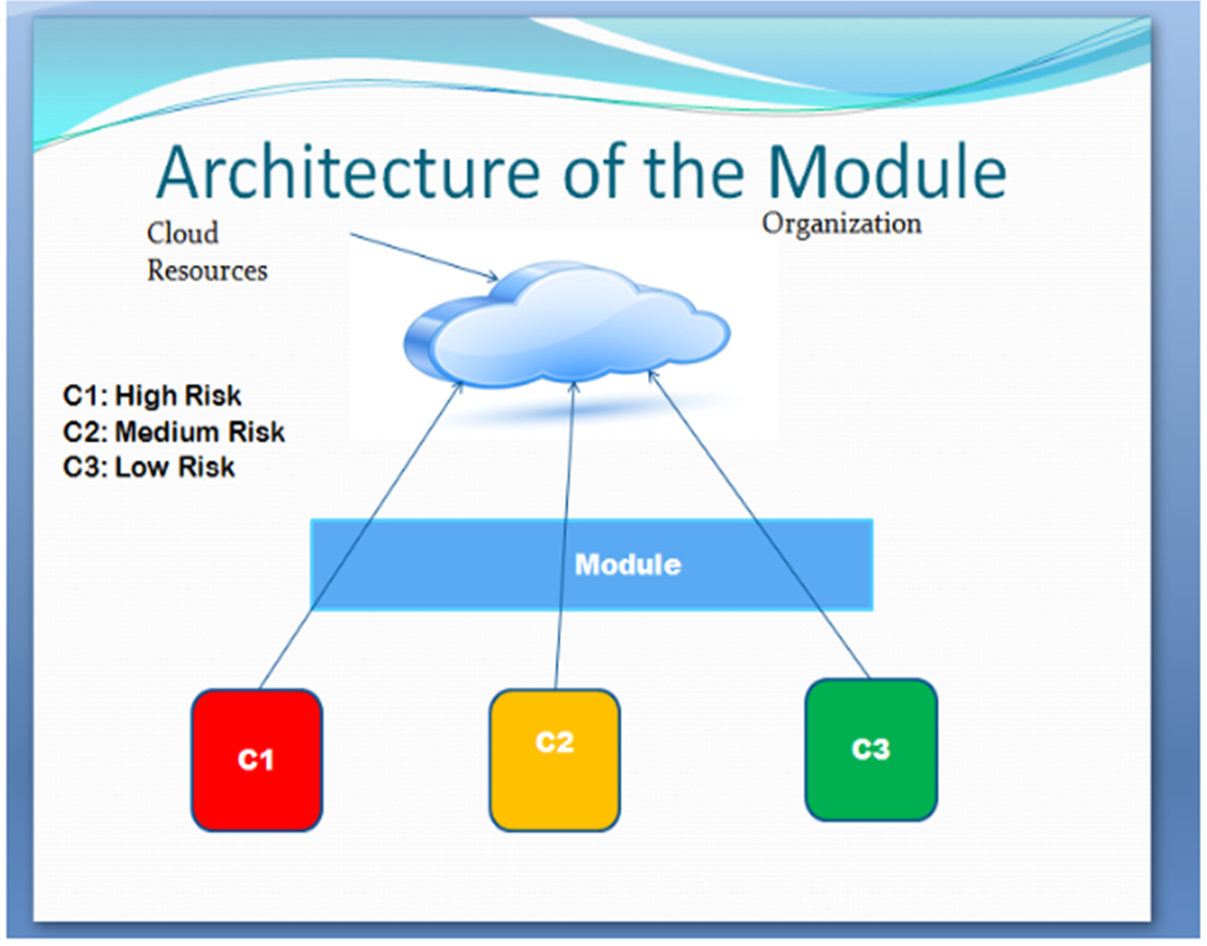 Architecture of the Module
Cloud
Resources
Organization
C1: High Risk
C2: Medium Risk
C3: Low Risk
Module
C1
C2
C3